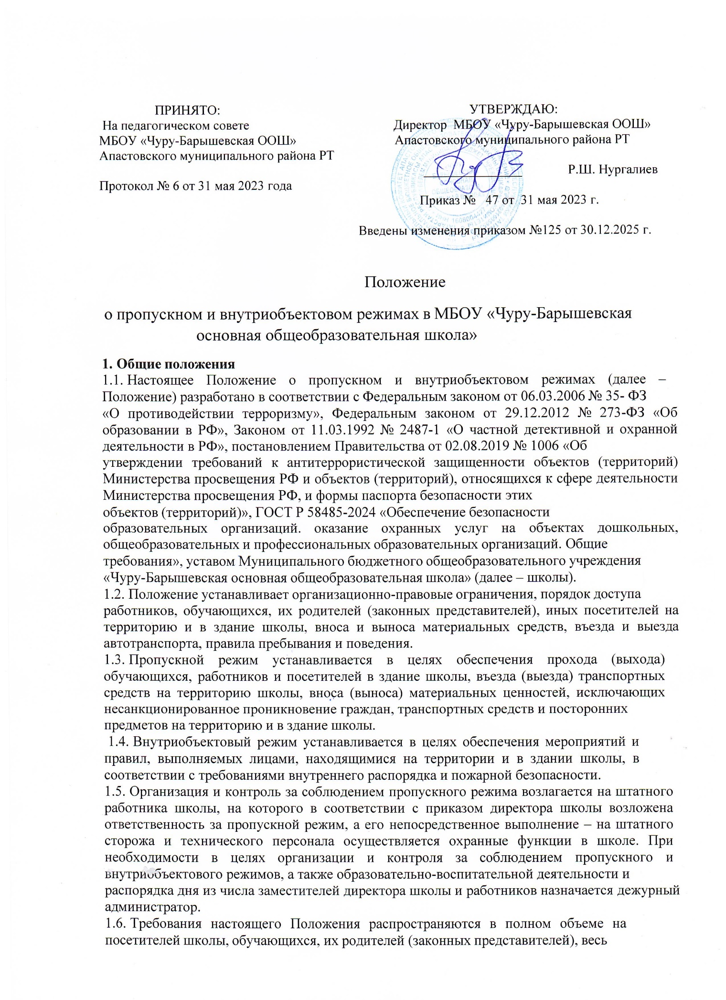 ПРИНЯТО:
На педагогическом совете
МБОУ «Чуру-Барышевская ООШ»
Апастовского муниципального района РТ
Протокол № 6 от 31 мая 2023 года
УТВЕРЖДАЮ:
Директор МБОУ «Чуру-Барышевская ООШ»
Апастовского муниципального района РТ
Р.Ш. Нургалиев
Приказ № 47 от 31 мая 2023 г.
Введены изменения приказом №125 от 30.12.2025 г.
Положение
о пропускном и внутриобъектовом режимах в МБОУ «Чуру-Барышевская
основная общеобразовательная школа»
1. Общие положения
1.1. Настоящее Положение о пропускном и внутриобъектовом режимах (далее –
Положение) разработано в соответствии с Федеральным законом от 06.03.2006 № 35- ФЗ
«О противодействии терроризму», Федеральным законом от 29.12.2012 № 273-ФЗ «Об
образовании в РФ», Законом от 11.03.1992 № 2487-1 «О частной детективной и охранной
деятельности в РФ», постановлением Правительства от 02.08.2019 № 1006 «Об
утверждении требований к антитеррористической защищенности объектов (территорий)
Министерства просвещения РФ и объектов (территорий), относящихся к сфере деятельности
Министерства просвещения РФ, и формы паспорта безопасности этих
объектов (территорий)», ГОСТ Р 58485-2024 «Обеспечение безопасности
образовательных организаций. оказание охранных услуг на объектах дошкольных,
общеобразовательных и профессиональных образовательных организаций. Общие
требования», уставом Муниципального бюджетного общеобразовательного учреждения
«Чуру-Барышевская основная общеобразовательная школа» (далее – школы).
1.2. Положение устанавливает организационно-правовые ограничения, порядок доступа
работников, обучающихся, их родителей (законных представителей), иных посетителей на
территорию и в здание школы, вноса и выноса материальных средств, въезда и выезда
автотранспорта, правила пребывания и поведения.
1.3. Пропускной режим устанавливается в целях обеспечения прохода (выхода)
обучающихся, работников и посетителей в здание школы, въезда (выезда) транспортных
средств на территорию школы, вноса (выноса) материальных ценностей, исключающих
несанкционированное проникновение граждан, транспортных средств и посторонних
предметов на территорию и в здание школы.
1.4. Внутриобъектовый режим устанавливается в целях обеспечения мероприятий и
правил, выполняемых лицами, находящимися на территории и в здании школы, в
соответствии с требованиями внутреннего распорядка и пожарной безопасности.
1.5. Организация и контроль за соблюдением пропускного режима возлагается на штатного
работника школы, на которого в соответствии с приказом директора школы возложена
ответственность за пропускной режим, а его непосредственное выполнение – на штатного
сторожа и технического персонала осуществляется охранные функции в школе. При
необходимости в целях организации и контроля за соблюдением пропускного и
внутриобъектового режимов, а также образовательно-воспитательной деятельности и
распорядка дня из числа заместителей директора школы и работников назначается дежурный
администратор.
1.6. Требования настоящего Положения распространяются в полном объеме на
посетителей школы, обучающихся, их родителей (законных представителей), весь